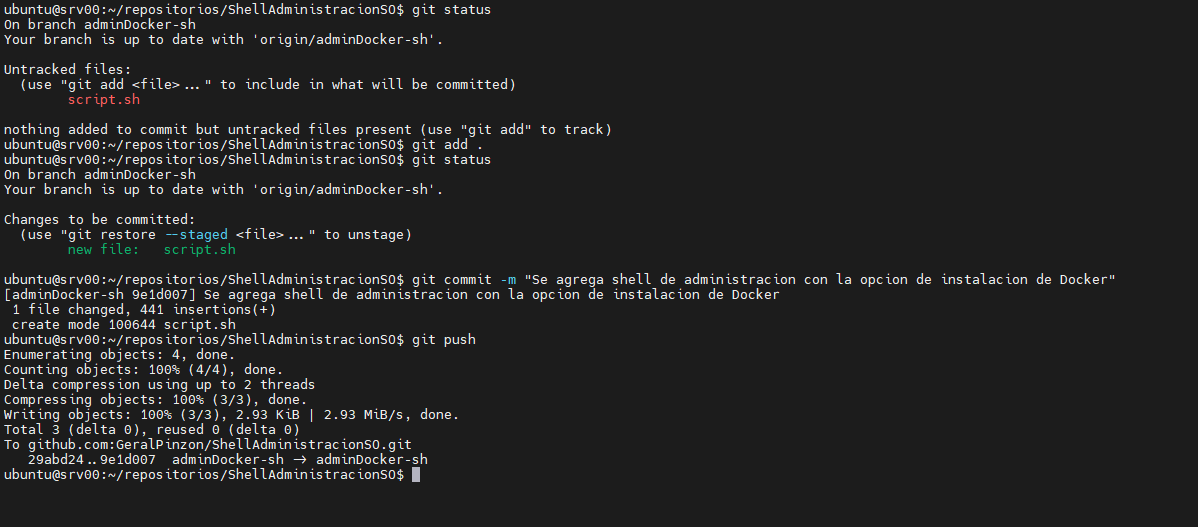 ubuntu@srv00:~/repositorios/ShellAdministracionSO$ git status
On branch adminDocker-sh
Your branch is up to date with 'origin/adminDocker-sh'.

Untracked files:
  (use "git add <file>..." to include in what will be committed)
        script.sh

nothing added to commit but untracked files present (use "git add" to track)
ubuntu@srv00:~/repositorios/ShellAdministracionSO$ git add .
ubuntu@srv00:~/repositorios/ShellAdministracionSO$ git status
On branch adminDocker-sh
Your branch is up to date with 'origin/adminDocker-sh'.

Changes to be committed:
  (use "git restore --staged <file>..." to unstage)
        new file:   script.sh

ubuntu@srv00:~/repositorios/ShellAdministracionSO$ git commit -m "Se agrega shell de administracion con la opcion de instalacion de Docker"
[adminDocker-sh 9e1d007] Se agrega shell de administracion con la opcion de instalacion de Docker
 1 file changed, 441 insertions(+)
 create mode 100644 script.sh
ubuntu@srv00:~/repositorios/ShellAdministracionSO$ git push
Enumerating objects: 4, done.
Counting objects: 100% (4/4), done.
Delta compression using up to 2 threads
Compressing objects: 100% (3/3), done.
Writing objects: 100% (3/3), 2.93 KiB | 2.93 MiB/s, done.
Total 3 (delta 0), reused 0 (delta 0)
To github.com:GeralPinzon/ShellAdministracionSO.git
   29abd24..9e1d007  adminDocker-sh -> adminDocker-sh
ubuntu@srv00:~/repositorios/ShellAdministracionSO$